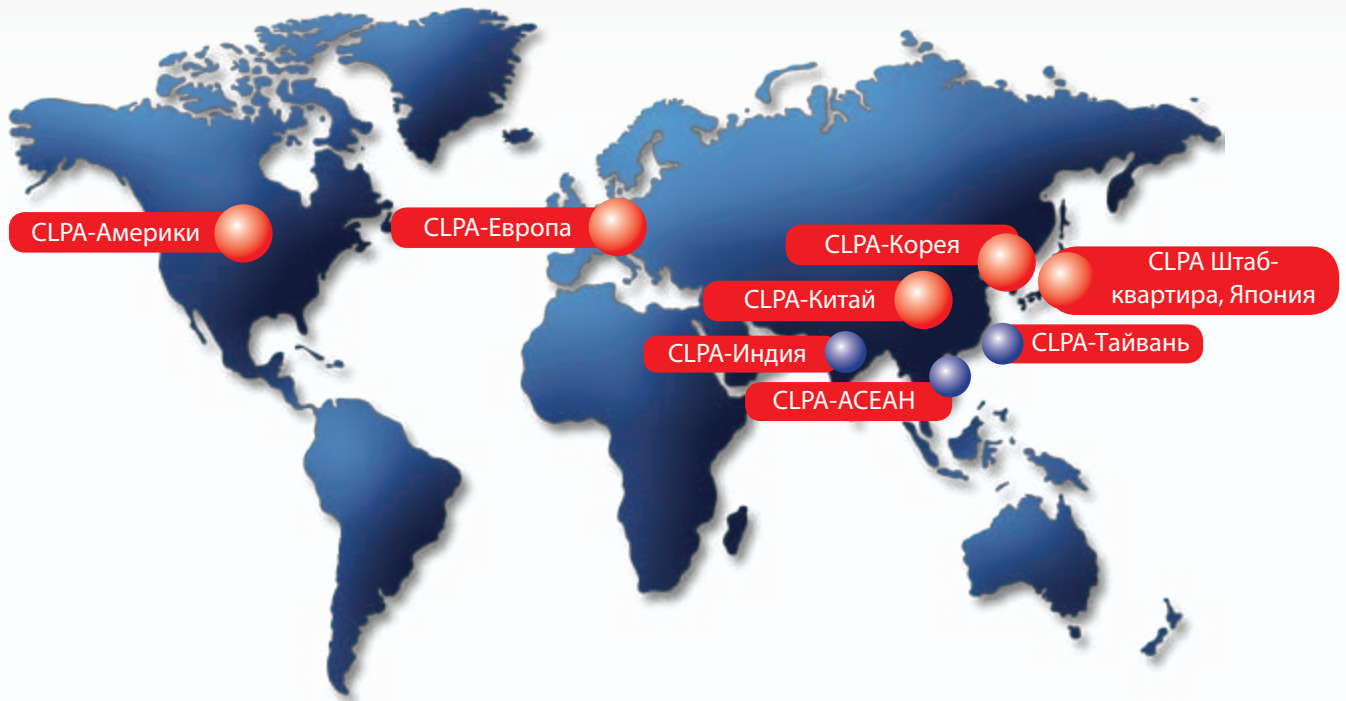 CLPA-Америки
CLPA-Европа
CLPA-Корея
CLPA Штаб-
квартира, Япония
CLPA-Китай
CLPA-Индия
CLPA-Тайвань
CLPA-АСЕАН